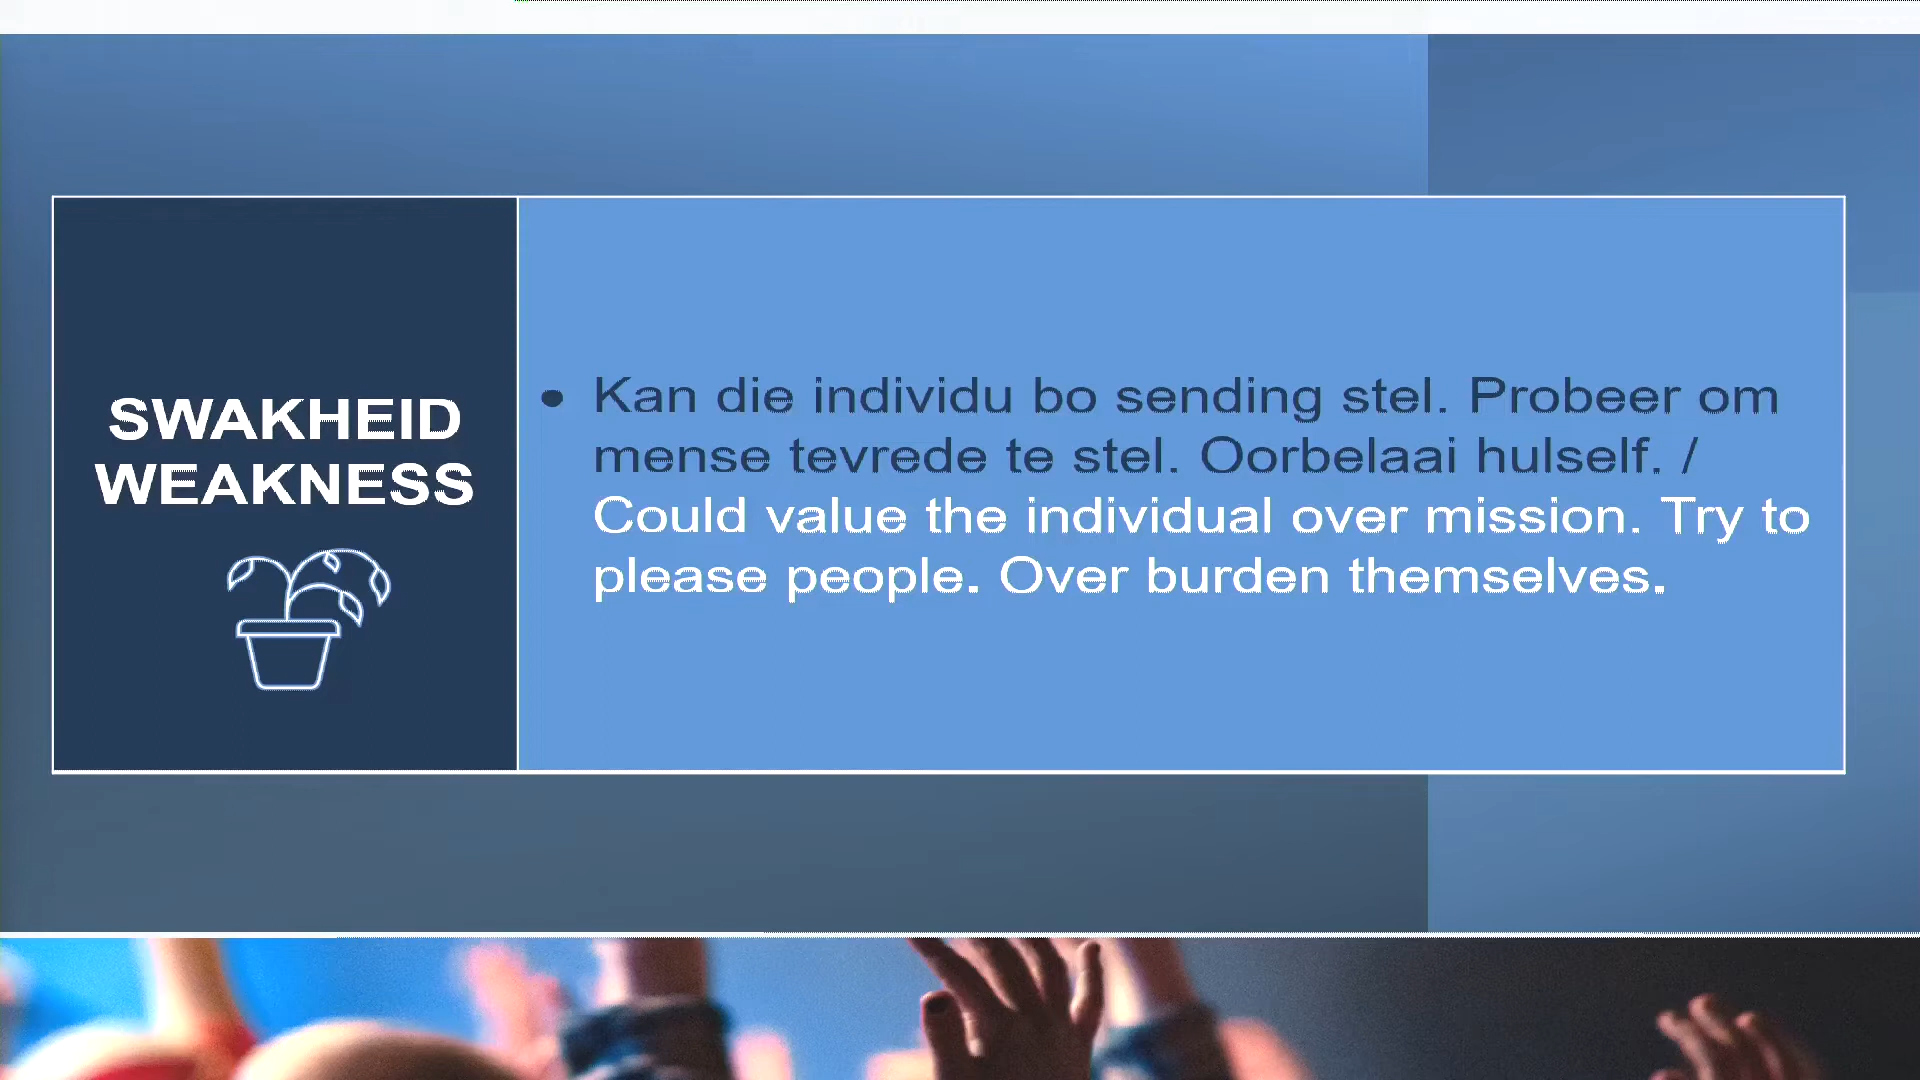 SWAKHEID
WEAKNESS
• Kan die individu bo sending stel. Probeer om
mense tevrede te stel. Oorbelaai hulself. /
Could value the individual over mission. Try to
please people. Over burden themselves.